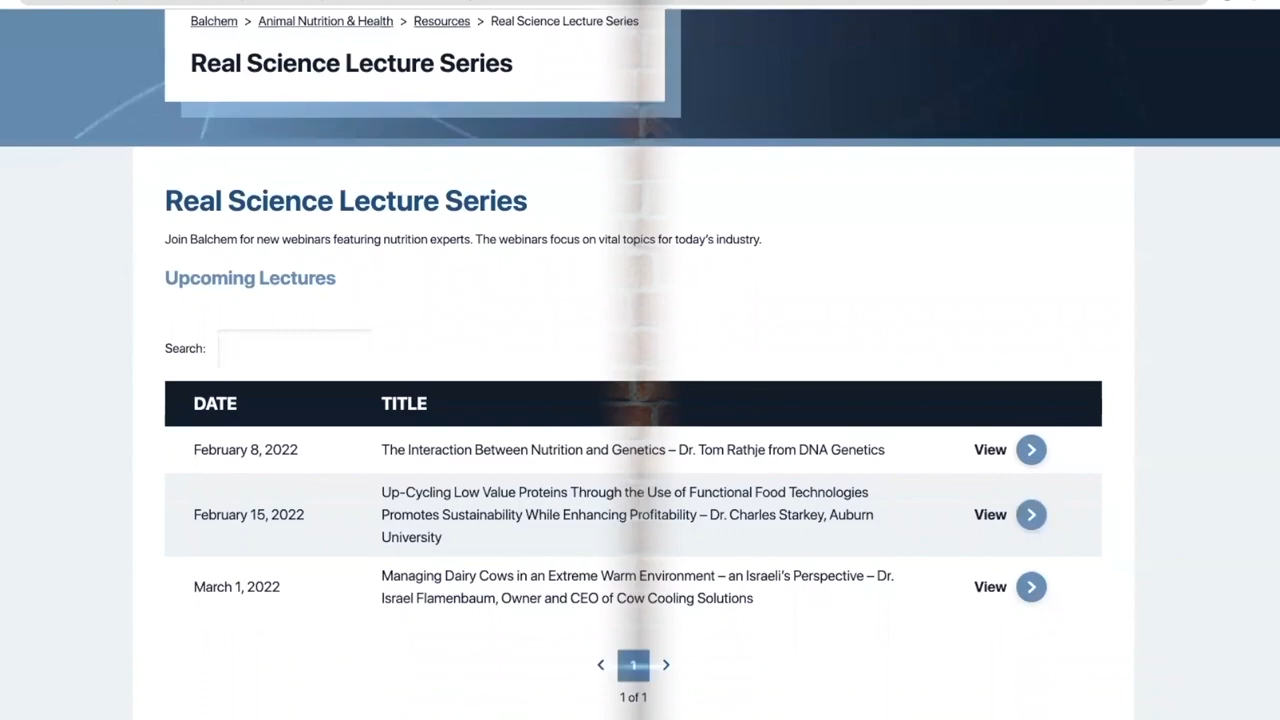 Balchem > Animal Nutrition & Health > Resources > Real Science Lecture Series
Real Science Lecture Series
Real Science Lecture Series
Join Balchem for new webinars featuring nutrition experts. The webinars focus on vital topics for today's industry.
Upcoming Lectures
Search:
DATE TITLE
February 8, 2022 The Interaction Between Nutrition and Genetics – Dr. Tom Rathje from DNA Genetics View
Up-Cycling Low Value Proteins Through the Use of Functional Food Technologies
February 15, 2022 Promotes Sustainability While Enhancing Profitability – Dr. Charles Starkey, Auburn View
University
Managing Dairy Cows in an Extreme Warm Environment – an Israeli's Perspective – Dr.
March 1, 2022 View
Israel Flamenbaum, Owner and CEO of Cow Cooling Solutions
< 1 >
1 of 1